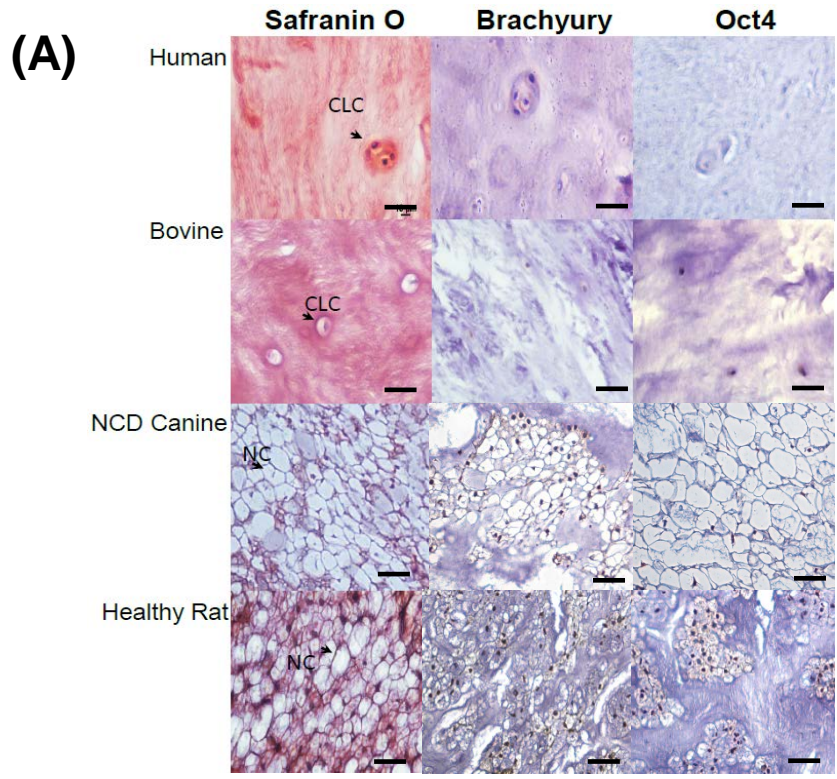 (A)
Safranin O Brachyury Oct4
Human
CLC
Bovine
CLC
NCD Canine
NC
Healthy Rat
NC